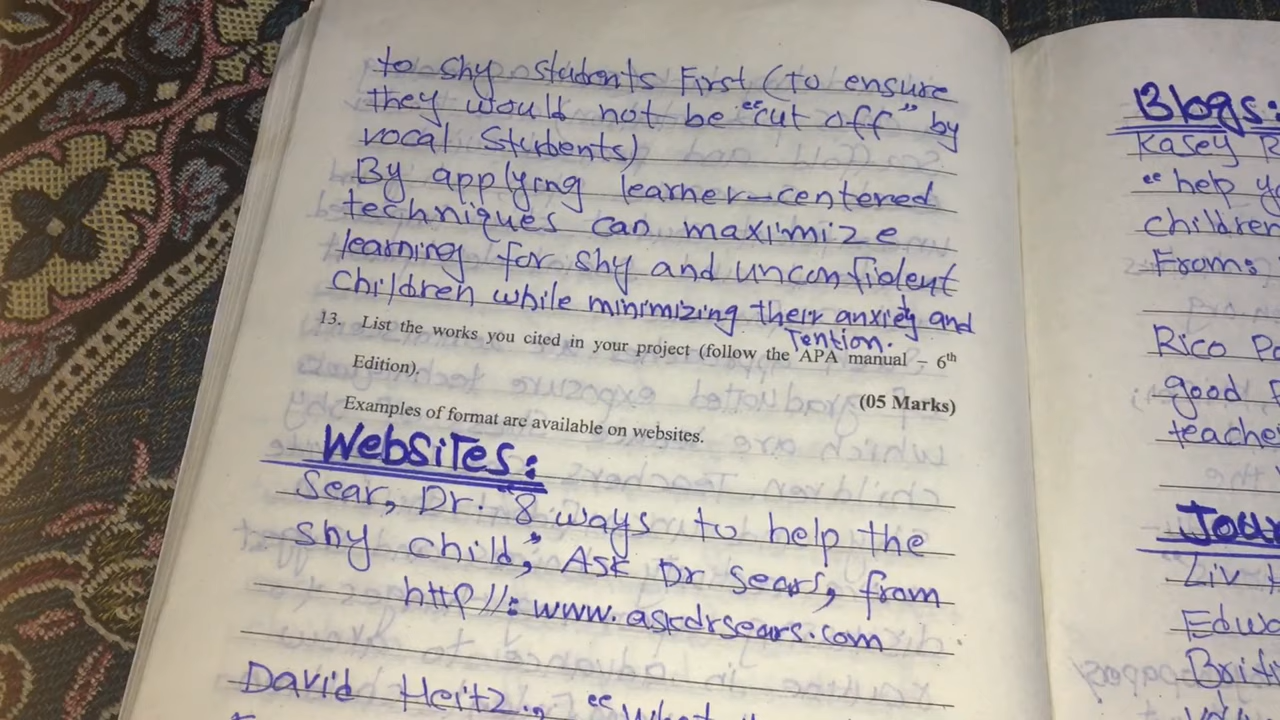 to shy students First (to ensure
they would not be "cut off" by
vocal Students)
By applying learner-centered
techniques can maximize
learning for shy and unconfident
Children while minimizing their anxiety and
Tention.
13. List the works you cited in your project (follow the APA manual – 6th
Edition).
(05 Marks)
Examples of format are available on websites.
Websites:
Sear, Dr. "8 ways to help the
shy child", Ask Dr Sears, from
http//: www.askdrsears.com
David Heitz., "What
Blogs:
Kasey
"help
children
From:
Rico
good
teache
Jou
Liv
Edwa